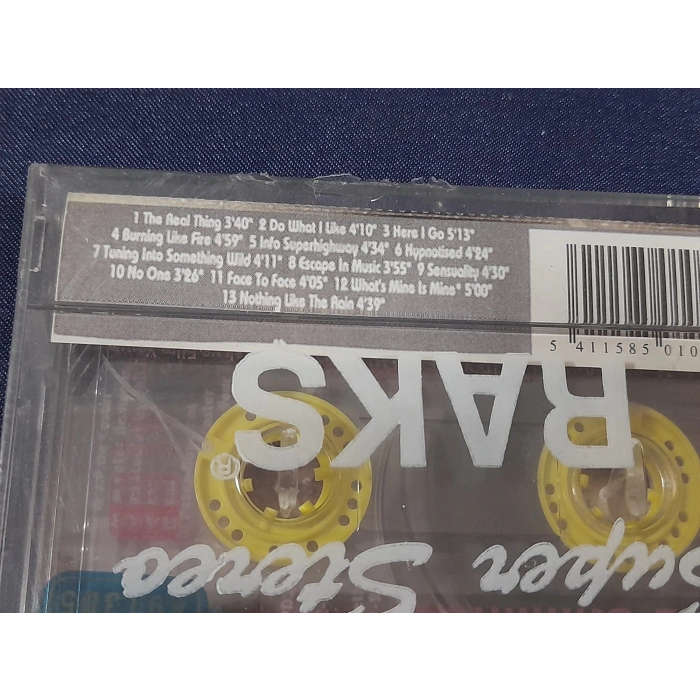 1 The Real Thing 3'40" 2 Do What I Like 4'10" 3 Here I Go 5'13"
4 Burning Like Fire 4'59" 5 Info Superhighway 4'34" 6 Hypnotised 4'24"
7 Tuning Into Something Wild 4'11" 8 Escape In Music 3'55" 9 Sensuality 4'30"
10 No One 3'26" 11 Face To Face 4'05" 12 What's Mine Is Mine* 5'00"
13 Nothing Like The Rain 4'39"
5 411585 010
RAKS
Super Stereo